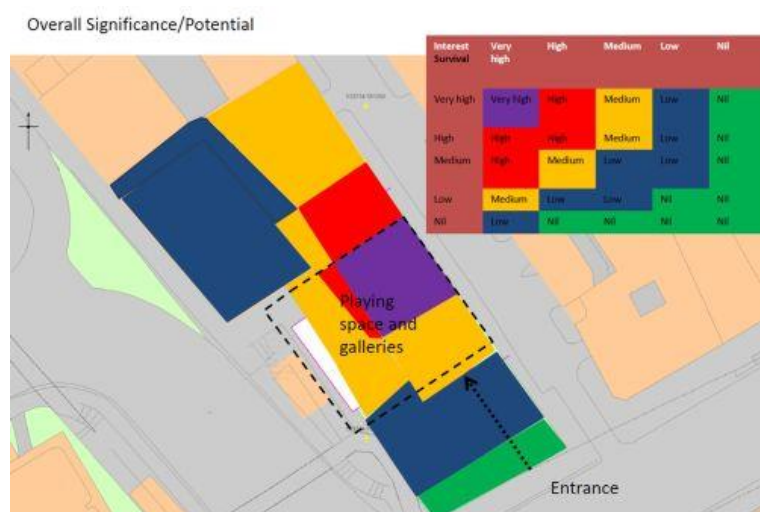 Overall Significance/Potential
Interest Survival Very high High Medium Low Nil
Very high Very high High Medium Low Nil
High High High Medium Low Nil
Medium High Medium Low Low Nil
Low Medium Low Low Nil Nil
Nil Low Nil Nil Nil Nil
Playing
space and
galleries
Entrance